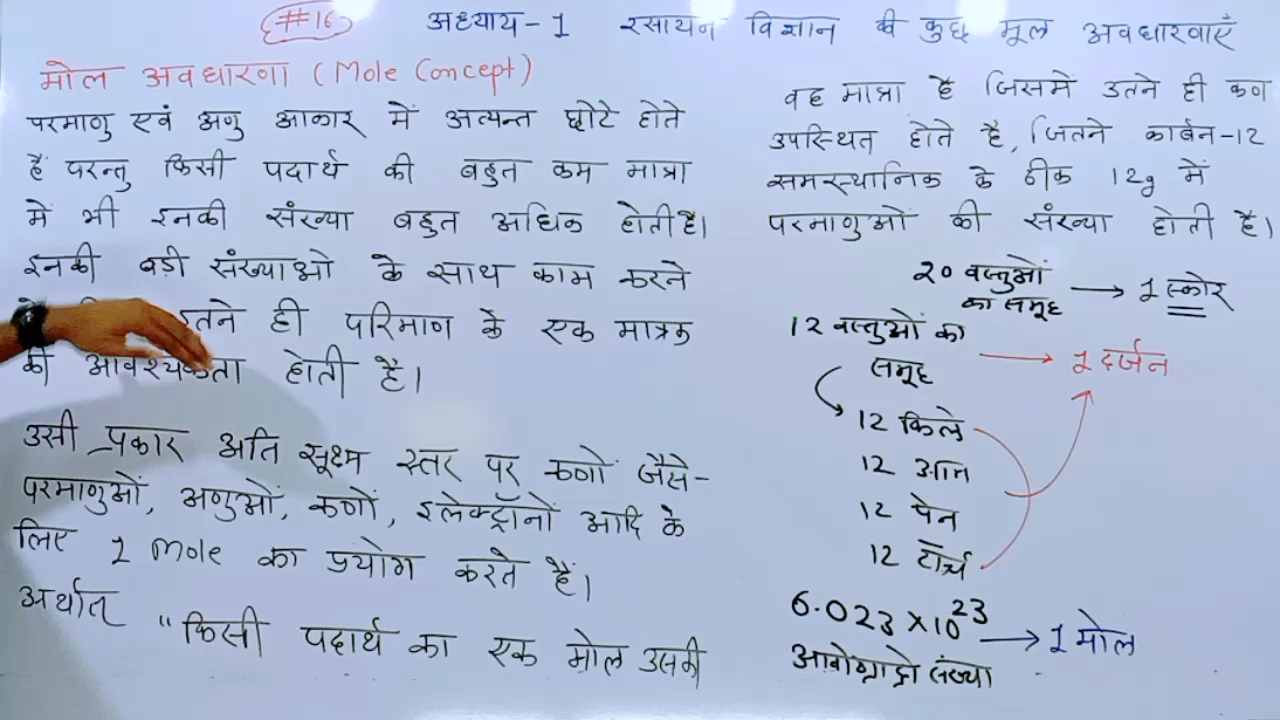 #16
अध्याय-1 रसायन विज्ञान की कुछ मूल अवधारणाएँ
मोल अवधारणा (Mole Concept)
परमाणु एवं अणु आकार में अत्यन्त छोटे होते
हैं परन्तु किसी पदार्थ की बहुत कम मात्रा
में भी इनकी संख्या बहुत अधिक होती है।
इनकी बड़ी संख्याओ के साथ काम करने
इतने ही परिमाण के एक मात्रक
की आवश्यकता होती है।
उसी प्रकार अति सूक्ष्म स्तर पर कणों जैसे-
परमाणुओं, अणुओं, कणों, इलेक्ट्रॉनों आदि के
लिए 1 Mole का प्रयोग करते हैं।
अर्थात्
"किसी पदार्थ का एक मोल उसकी
वह मात्रा है जिसमें उतने ही कण
उपस्थित होते है, जितने कार्बन-12
समस्थानिक के ठीक 12g में
परमाणुओं की संख्या होती है।
20 वस्तुओं का समूह → 1 स्कोर
12 वस्तुओं का
समूह → 1 दर्जन
12 किले
12 आम
12 पेन
12 टॉर्च
6.023×10²³ → 1 मोल
आवोग्राद्रो संख्या